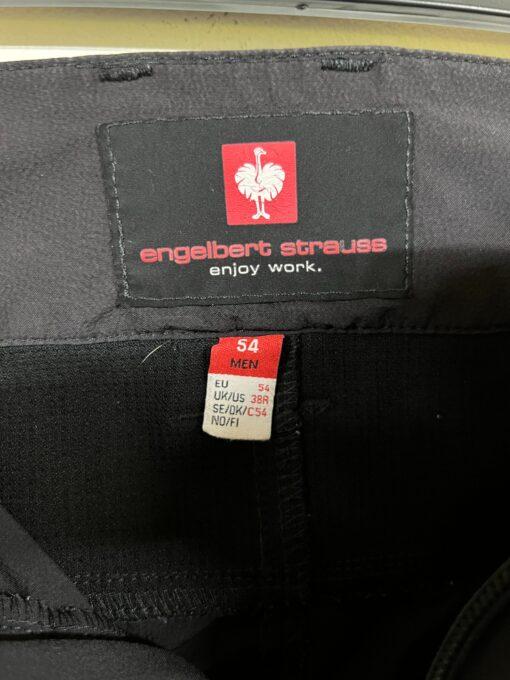 engelbert strauss
enjoy work.
54
MEN
EU 54
UK/US 38R
SE/DK/ C54
NO/FI